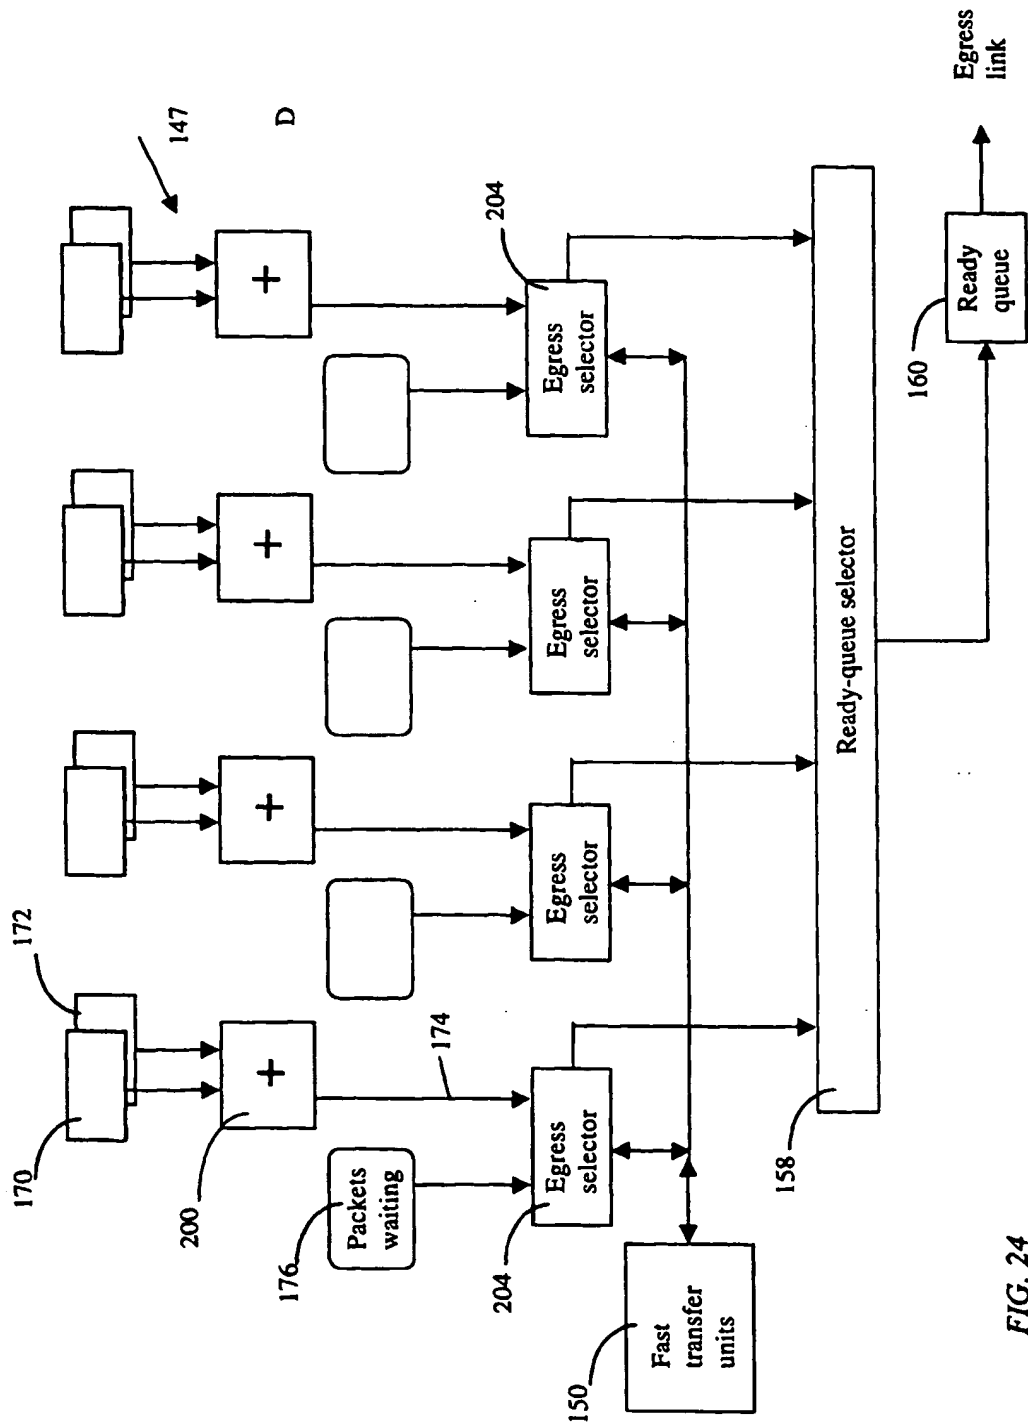 172
170
147
200
+
+
+
+
D
176
Packets
waiting
174
204
204
Egress
selector
Egress
selector
Egress
selector
Egress
selector
150
Fast
transfer
units
158
Ready-queue selector
160
Ready
queue
Egress
link
FIG. 24